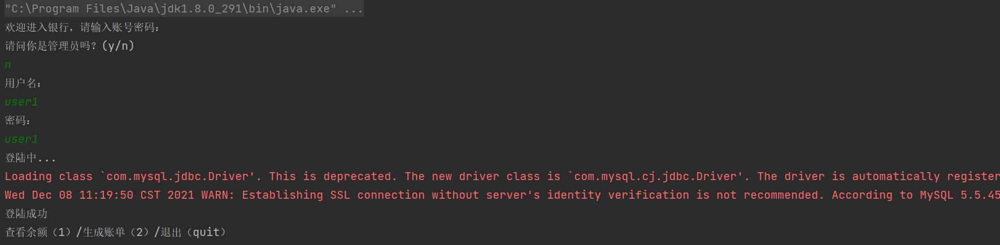 "C:\Program Files\Java\jdk1.8.0_291\bin\java.exe" ...
欢迎进入银行，请输入账号密码：
请问你是管理员吗？(y/n)
n
用户名：
user1
密码：
user1
登陆中...
Loading class `com.mysql.jdbc.Driver'. This is deprecated. The new driver class is `com.mysql.cj.jdbc.Driver'. The driver is automatically register
Wed Dec 08 11:19:50 CST 2021 WARN: Establishing SSL connection without server's identity verification is not recommended. According to MySQL 5.5.45
登陆成功
查看余额（1）/生成账单（2）/退出（quit）